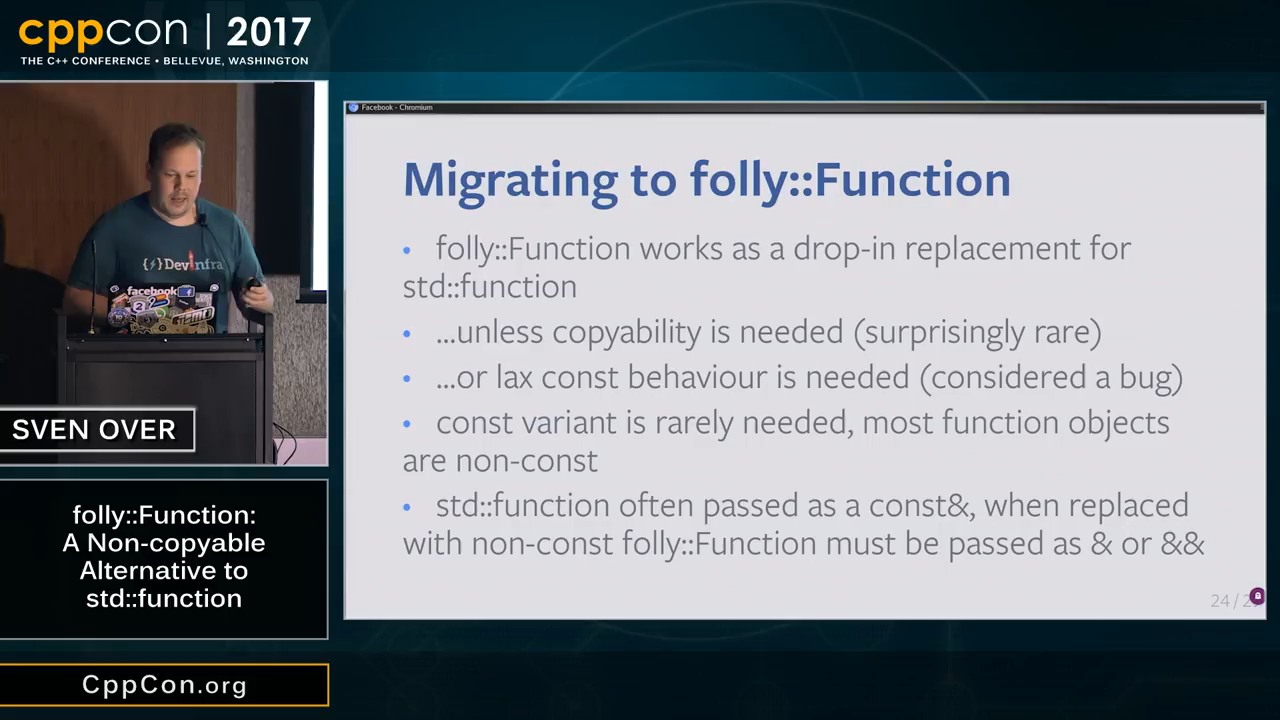 cppcon | 2017
THE C++ CONFERENCE • BELLEVUE, WASHINGTON
{⚡}DevInfra
facebook
SVEN OVER
folly::Function:
A Non-copyable
Alternative to
std::function
CppCon.org
Facebook - Chromium
Migrating to folly::Function
• folly::Function works as a drop-in replacement for
std::function
• ...unless copyability is needed (surprisingly rare)
• ...or lax const behaviour is needed (considered a bug)
• const variant is rarely needed, most function objects
are non-const
• std::function often passed as a const&, when replaced
with non-const folly::Function must be passed as & or &&
24 /